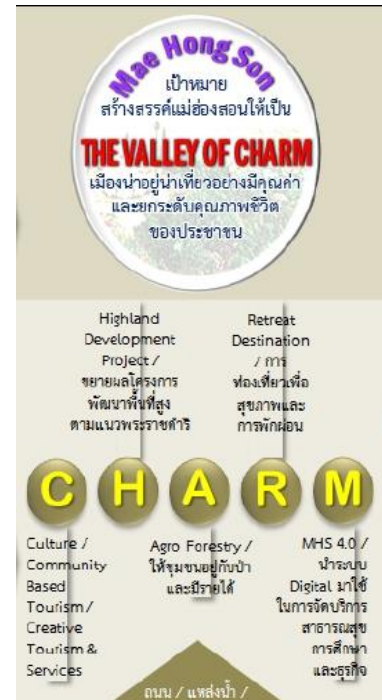 Mae Hong Son
เป้าหมาย
สร้างสรรค์แม่ฮ่องสอนให้เป็น
THE VALLEY OF CHARM
เมืองน่าอยู่น่าเที่ยวอย่างมีคุณค่า
และยกระดับคุณภาพชีวิต
ของประชาชน
Highland
Development
Project /
ขยายผลโครงการ
พัฒนาพื้นที่สูง
ตามแนวพระราชดำริ
Retreat
Destination
/ การ
ท่องเที่ยวเพื่อ
สุขภาพและ
การพักผ่อน
C H A R M
Culture /
Community
Based
Tourism /
Creative
Tourism &
Services
Agro Forestry /
ให้ชุมชนอยู่กับป่า
และมีรายได้
MHS 4.0 /
นำระบบ
Digital มาใช้
ในการจัดบริการ
สาธารณสุข
การศึกษา
และธุรกิจ
ถนน / แหล่งน้ำ /